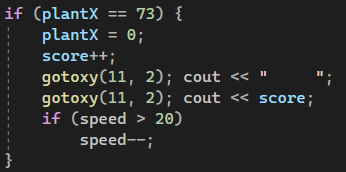 if (plantX == 73) {
    plantX = 0;
    score++;
    gotoxy(11, 2); cout << "     ";
    gotoxy(11, 2); cout << score;
    if (speed > 20)
        speed--;
}